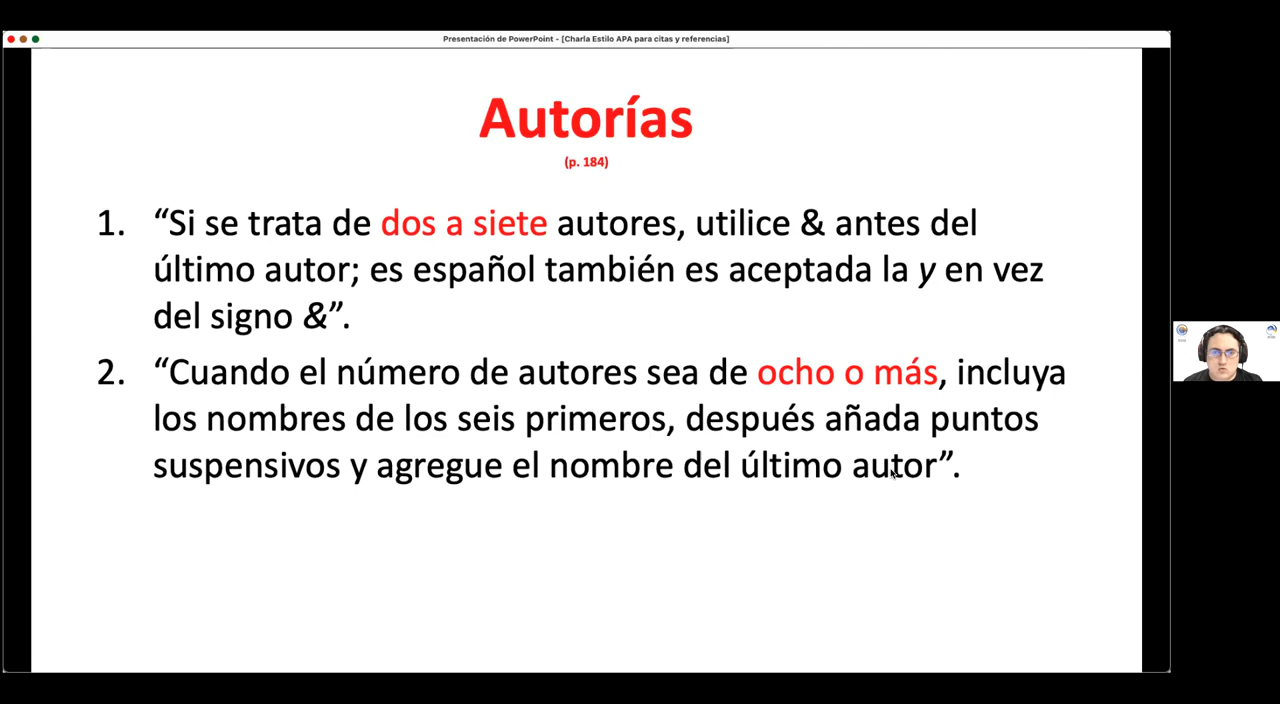 Presentación de PowerPoint - [Charla Estilo APA para citas y referencias]
Autorías
(p. 184)
1. “Si se trata de dos a siete autores, utilice & antes del
último autor; es español también es aceptada la y en vez
del signo &”.
2. “Cuando el número de autores sea de ocho o más, incluya
los nombres de los seis primeros, después añada puntos
suspensivos y agregue el nombre del último autor”.